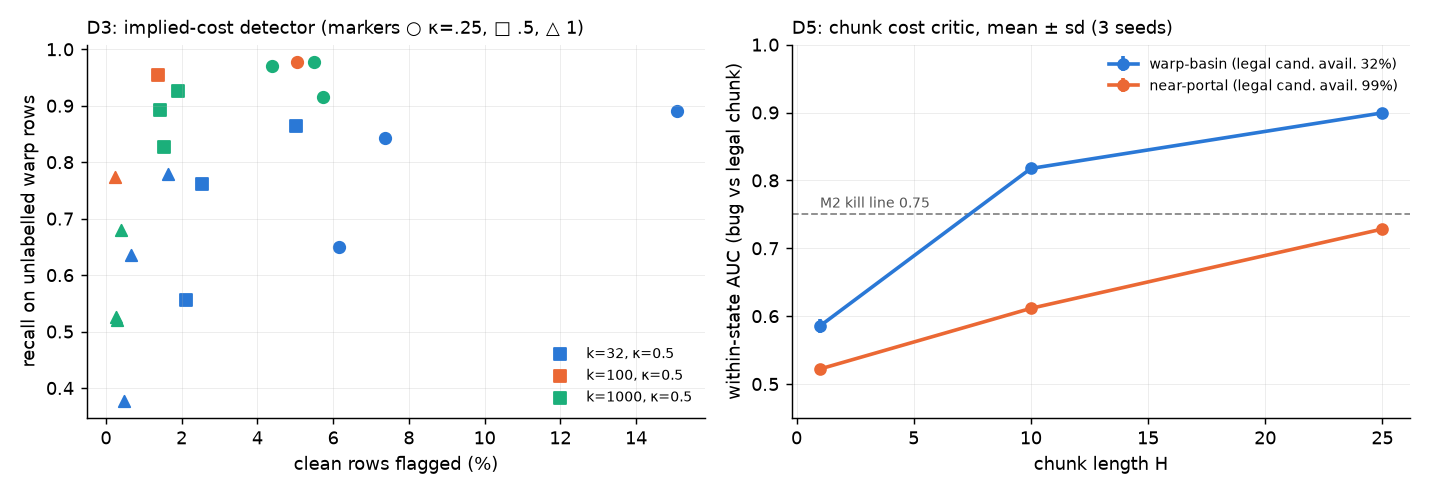 D3: implied-cost detector (markers ○ κ=.25, □ .5, △ 1)
recall on unlabelled warp rows
1.0
0.9
0.8
0.7
0.6
0.5
0.4
k=32, κ=0.5
k=100, κ=0.5
k=1000, κ=0.5
0 2 4 6 8 10 12 14
clean rows flagged (%)
D5: chunk cost critic, mean ± sd (3 seeds)
within-state AUC (bug vs legal chunk)
1.0
0.9
0.8
0.7
0.6
0.5
warp-basin (legal cand. avail. 32%)
near-portal (legal cand. avail. 99%)
M2 kill line 0.75
0 5 10 15 20 25
chunk length H